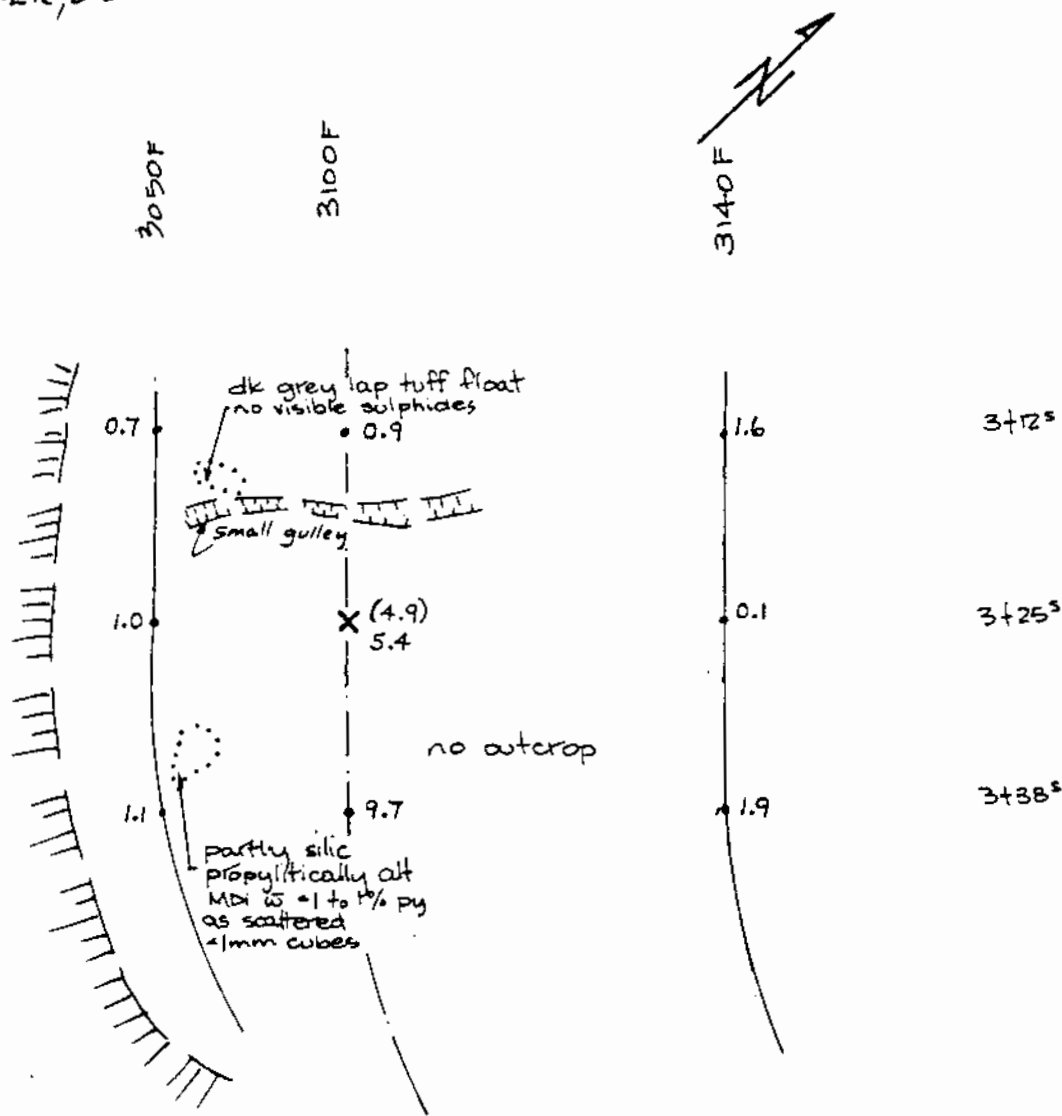 N
3050F
3100F
3140F
dk grey lap tuff float
no visible sulphides
0.7
0.9
1.6
3+12s
small gulley
1.0
(4.9)
5.4
0.1
3+25s
no outcrop
1.1
9.7
1.9
3+38s
partly silic
propylitically alt
MDi w̄ <1 to 1% py
as scattered
<1mm cubes